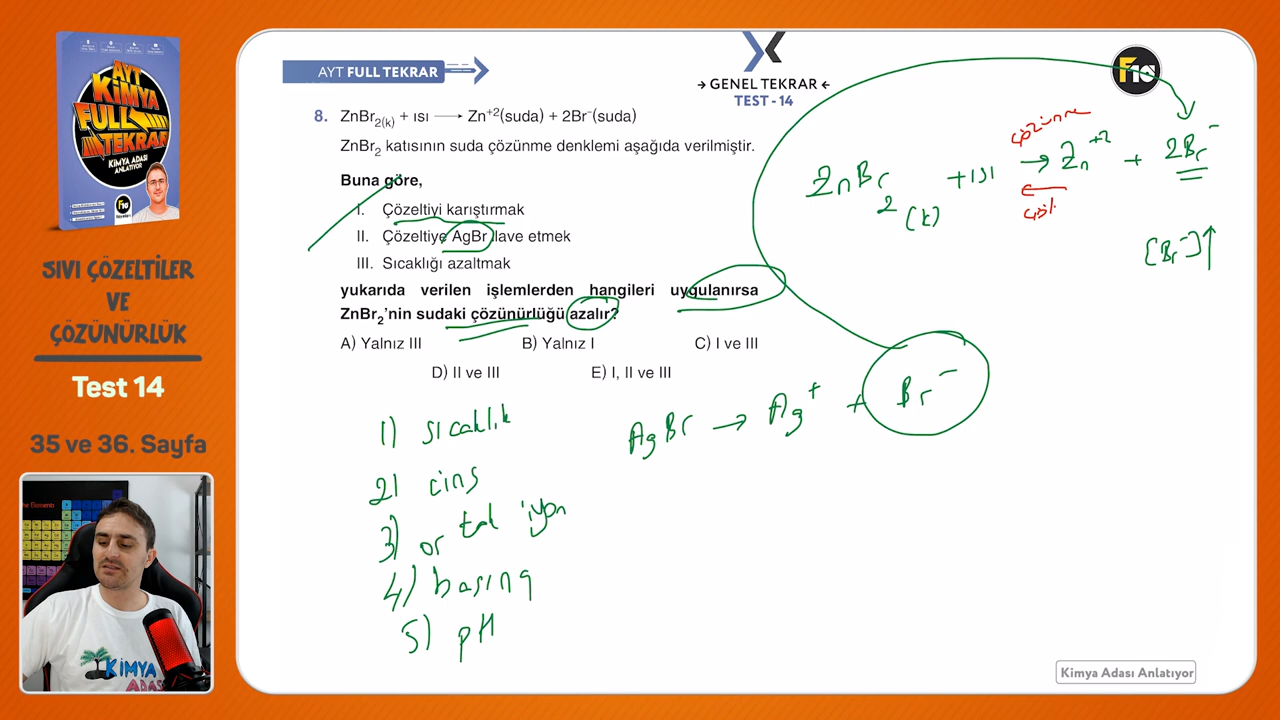 AYT
KİMYA
FULL
TEKRAR
KİMYA ADASI
ANLATIYOR
SIVI ÇÖZELTİLER
VE
ÇÖZÜNÜRLÜK
Test 14
35 ve 36. Sayfa
AYT FULL TEKRAR
GENEL TEKRAR
TEST - 14
F10
8. ZnBr2(k) + ısı → Zn+2(suda) + 2Br–(suda)
ZnBr2 katısının suda çözünme denklemi aşağıda verilmiştir.
Buna göre,
I. Çözeltiyi karıştırmak
II. Çözeltiye AgBr ilave etmek
III. Sıcaklığı azaltmak
yukarıda verilen işlemlerden hangileri uygulanırsa
ZnBr2'nin sudaki çözünürlüğü azalır?
A) Yalnız III B) Yalnız I C) I ve III
D) II ve III E) I, II ve III
çözünme
ZnBr2(k) + ısı → Zn+2 + 2Br–
çök
[Br–]↑
AgBr → Ag+ + Br–
1) sıcaklık
2) cins
3) ortak iyon
4) basınç
5) pH
KİMYA
ADASI
Kimya Adası Anlatıyor